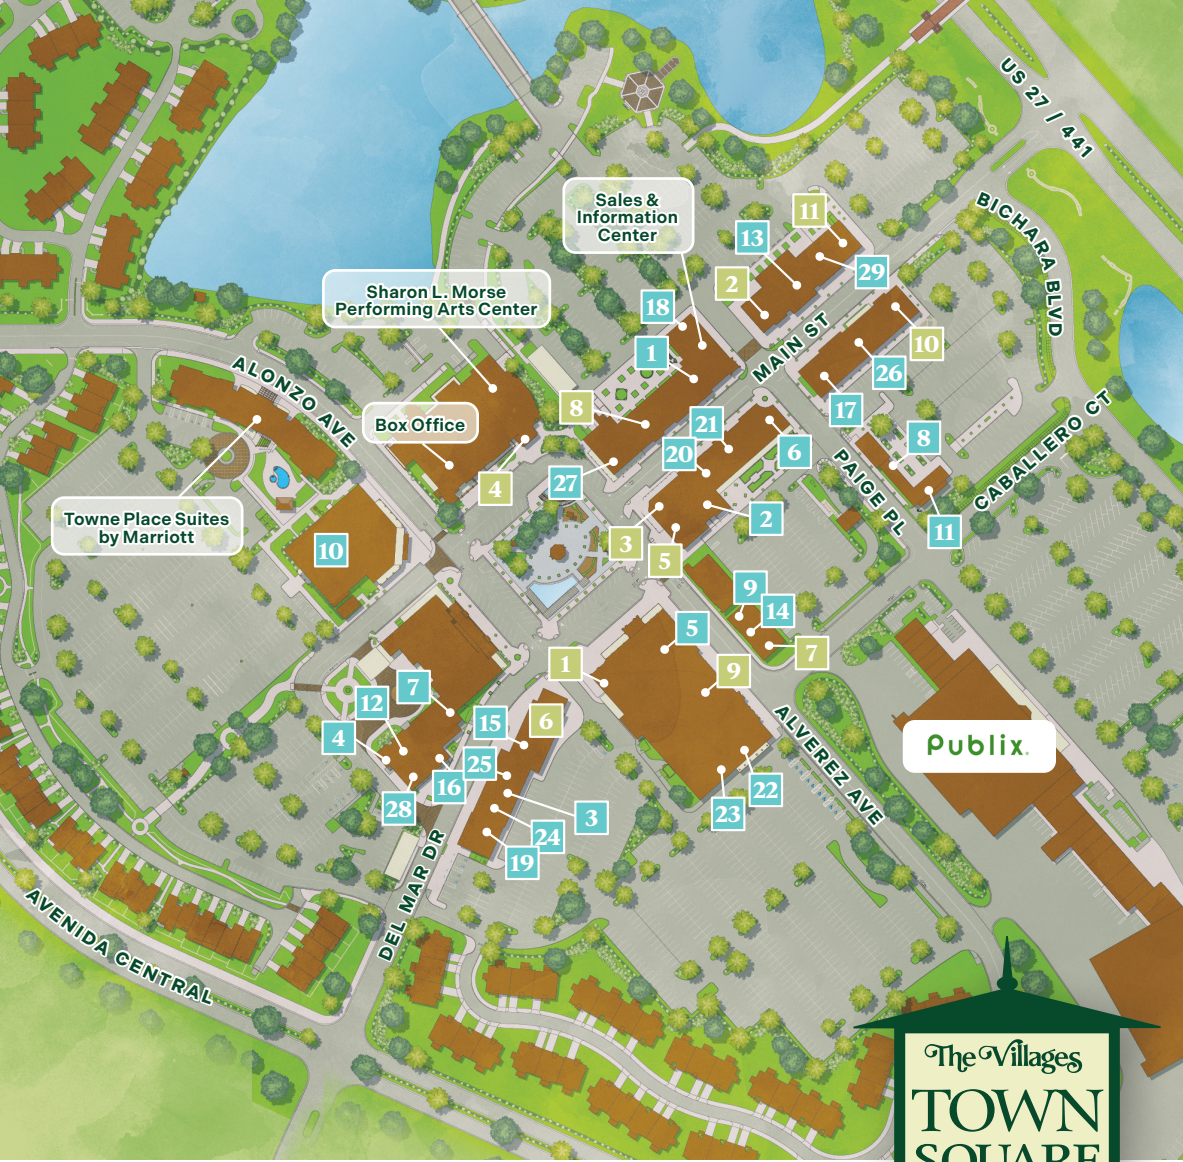 US 27 / 441
Sales &
Information
Center
BICHARA BLVD
11
13
29
2
Sharon L. Morse
Performing Arts Center
18
MAIN ST
10
1
26
ALONZO AVE
8
17
CABALLERO CT
Box Office
21
6
8
20
PAIGE PL
27
4
11
Towne Place Suites
by Marriott
2
3
10
5
9
14
5
7
1
9
7
12
15
6
4
ALVEREZ AVE
Publix.
25
16
22
28
3
23
24
19
DEL MAR DR
AVENIDA CENTRAL
The Villages
TOWN
SQUARE